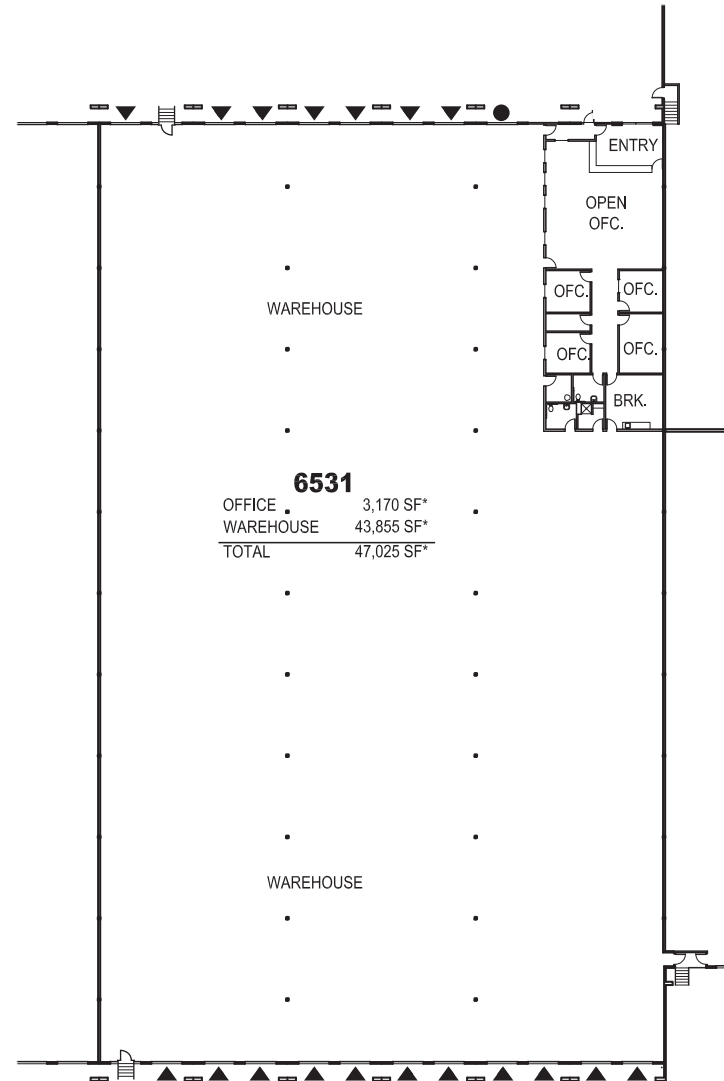 ENTRY
OPEN
OFC.
OFC.
OFC.
WAREHOUSE
OFC.
OFC.
BRK.
6531
OFFICE 3,170 SF*
WAREHOUSE 43,855 SF*
TOTAL 47,025 SF*
WAREHOUSE